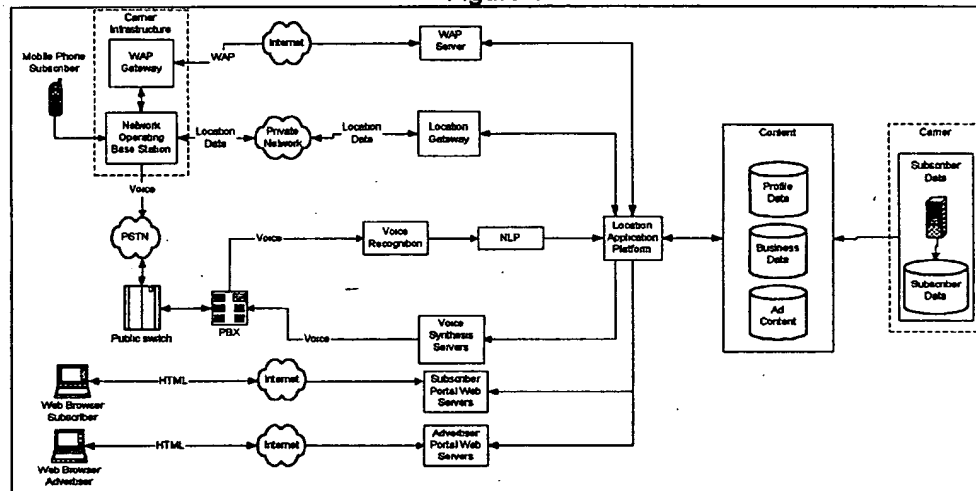 Carrier
Infrastructure
Mobile Phone
Subscriber
WAP
Gateway
WAP
Internet
WAP
Server
Network
Operating
Base Station
Location
Data
Private
Network
Location
Data
Location
Gateway
Voice
PSTN
Public switch
PBX
Voice
Voice
Recognition
NLP
Location
Application
Platform
Voice
Voice
Synthesis
Servers
Content
Profile
Data
Business
Data
Ad
Content
Carrier
Subscriber
Data
Subscriber
Data
Web Browser
Subscriber
HTML
Internet
Subscriber
Portal Web
Servers
Web Browser
Advertiser
HTML
Internet
Advertiser
Portal Web
Servers